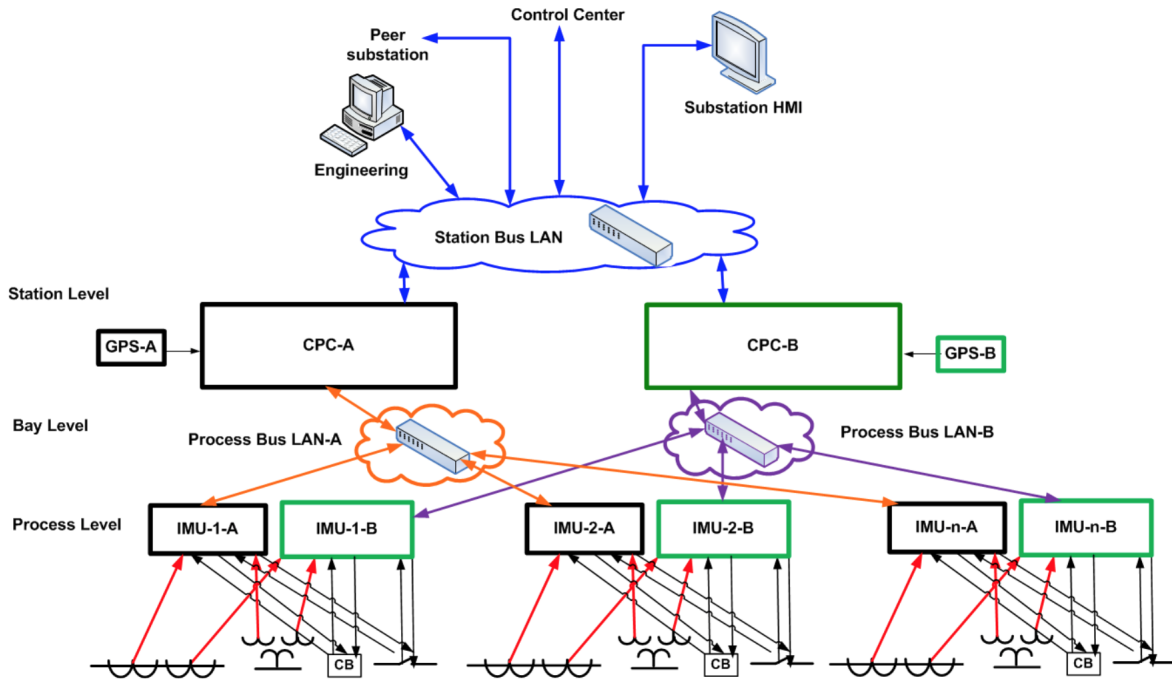 Control Center
Peer
substation
Substation HMI
Engineering
Station Bus LAN
Station Level
GPS-A
CPC-A
CPC-B
GPS-B
Bay Level
Process Bus LAN-A
Process Bus LAN-B
Process Level
IMU-1-A
IMU-1-B
IMU-2-A
IMU-2-B
IMU-n-A
IMU-n-B
CB
CB
CB